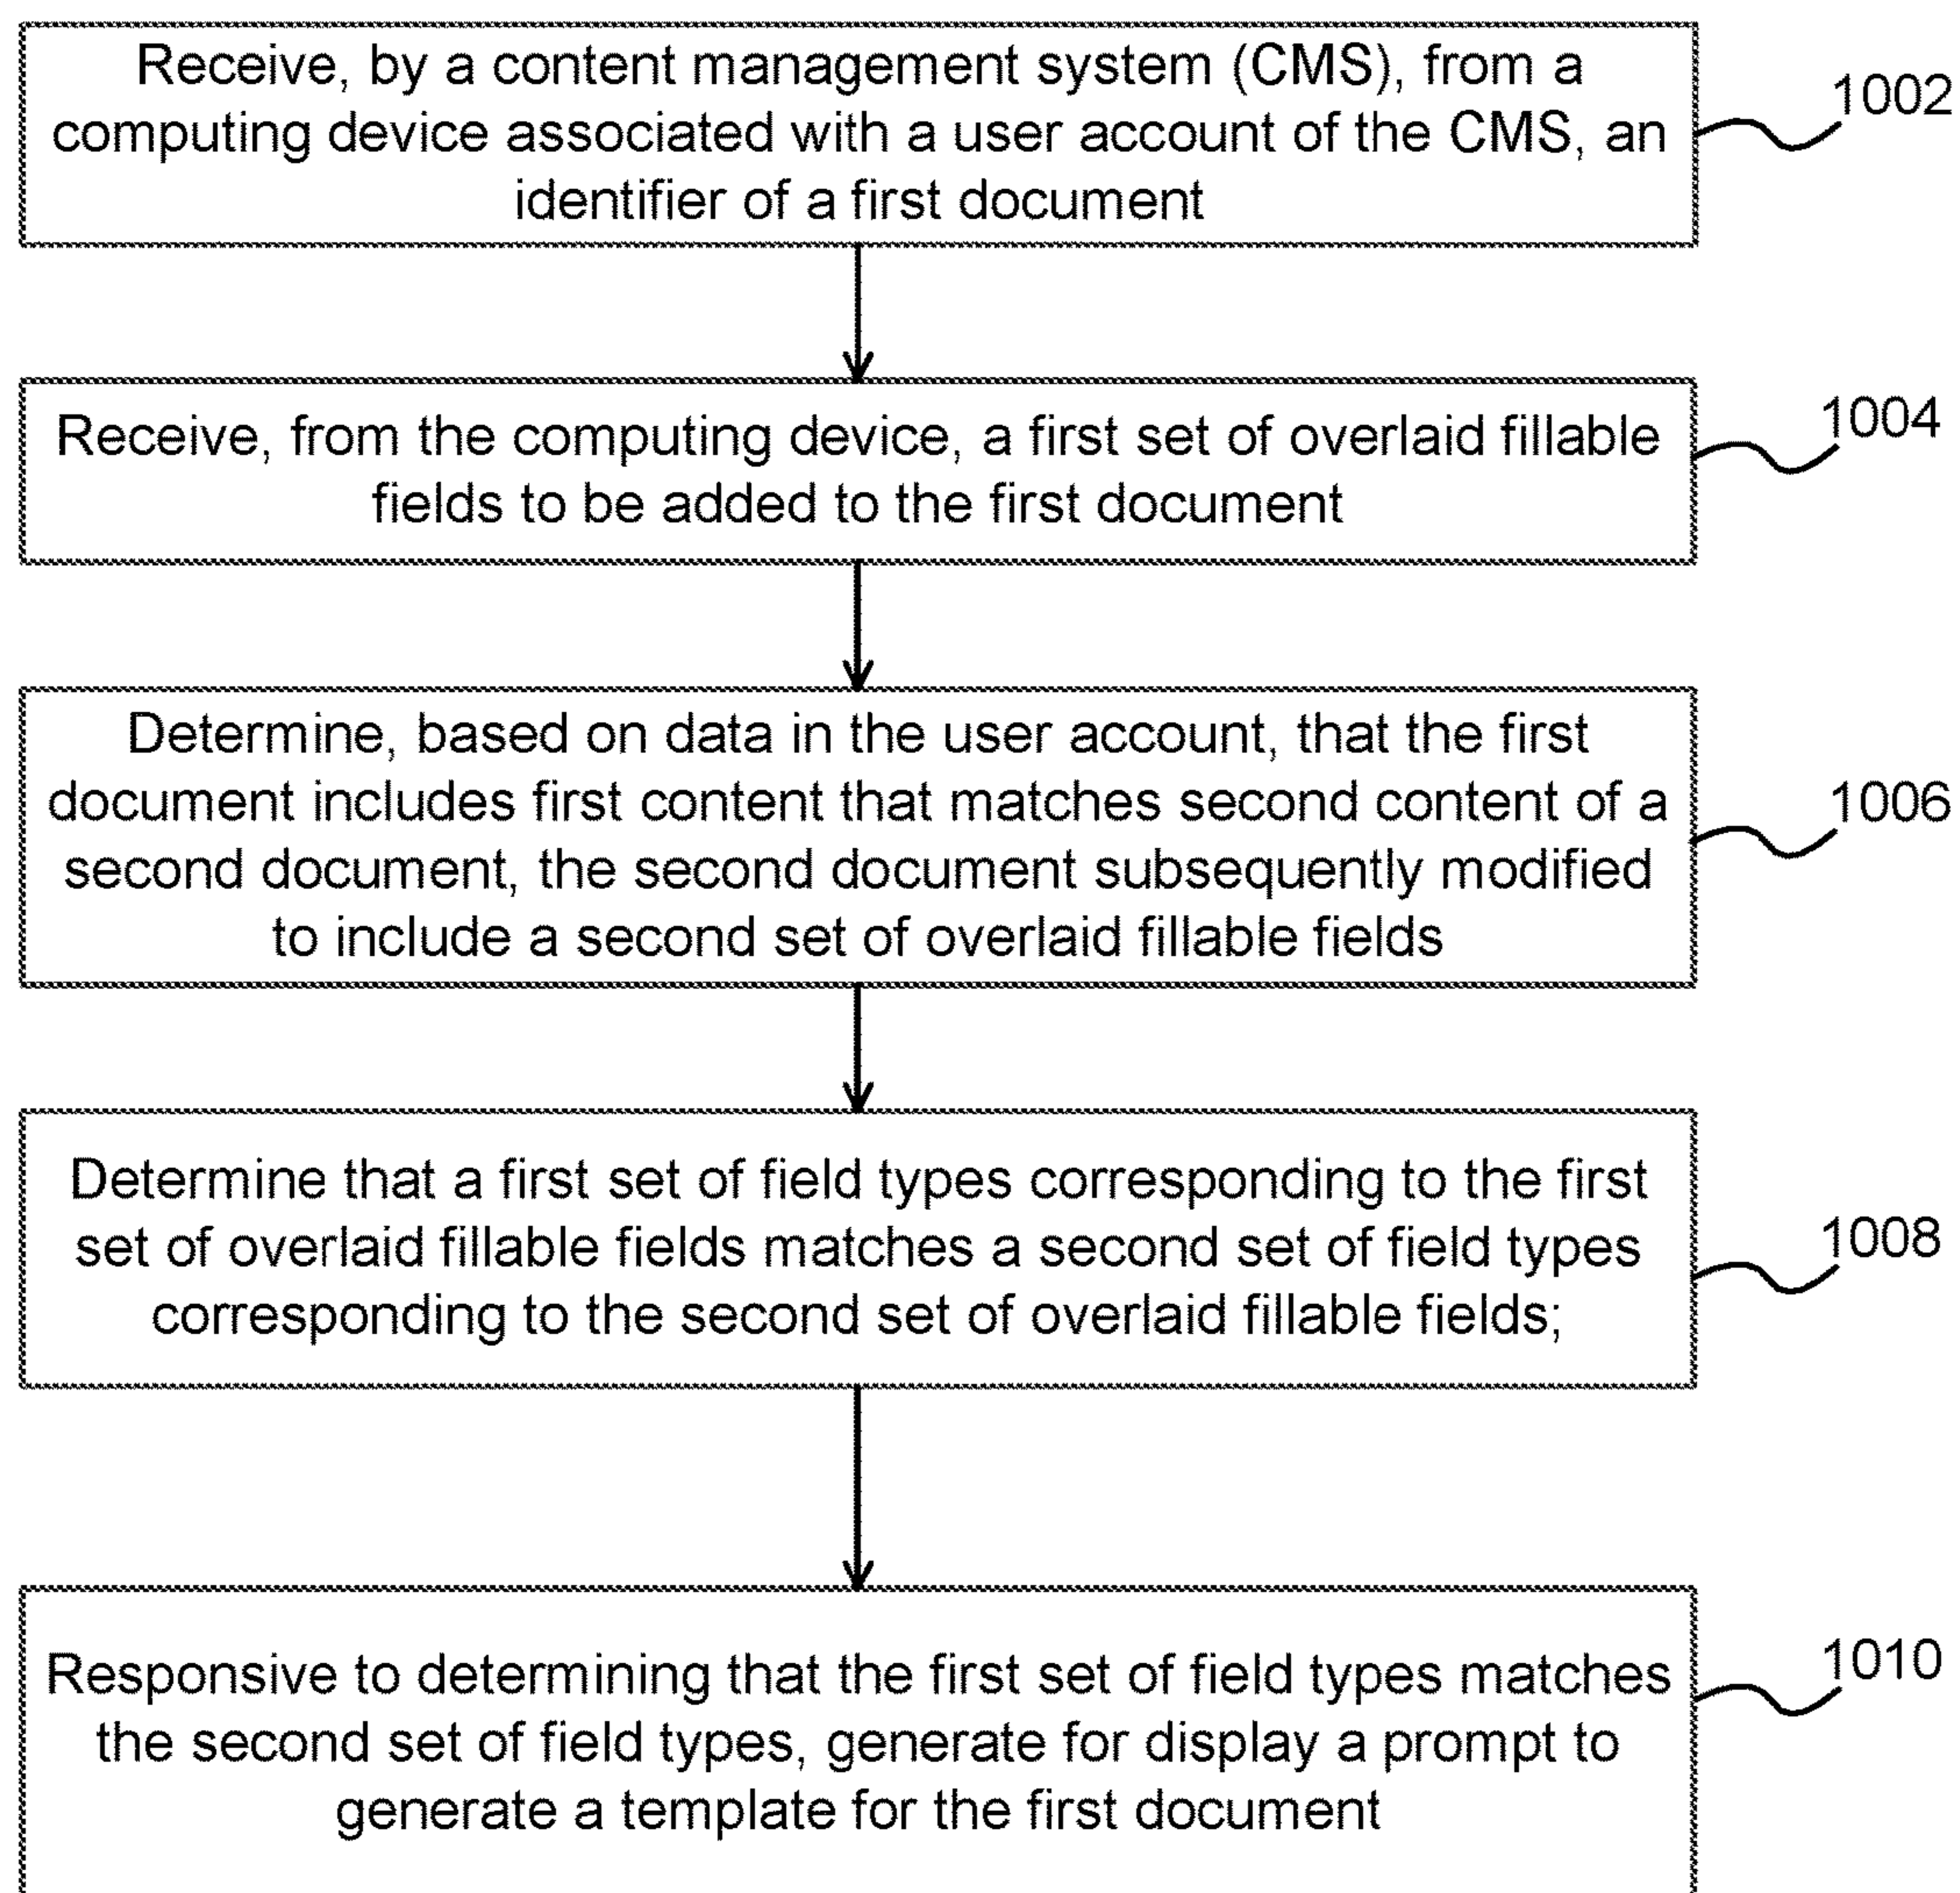 Receive, by a content management system (CMS), from a
computing device associated with a user account of the CMS, an
identifier of a first document
1002
Receive, from the computing device, a first set of overlaid fillable
fields to be added to the first document
1004
Determine, based on data in the user account, that the first
document includes first content that matches second content of a
second document, the second document subsequently modified
to include a second set of overlaid fillable fields
1006
Determine that a first set of field types corresponding to the first
set of overlaid fillable fields matches a second set of field types
corresponding to the second set of overlaid fillable fields;
1008
Responsive to determining that the first set of field types matches
the second set of field types, generate for display a prompt to
generate a template for the first document
1010